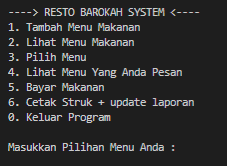 ----> RESTO BAROKAH SYSTEM <----
1. Tambah Menu Makanan
2. Lihat Menu Makanan
3. Pilih Menu
4. Lihat Menu Yang Anda Pesan
5. Bayar Makanan
6. Cetak Struk + update laporan
0. Keluar Program
Masukkan Pilihan Menu Anda :